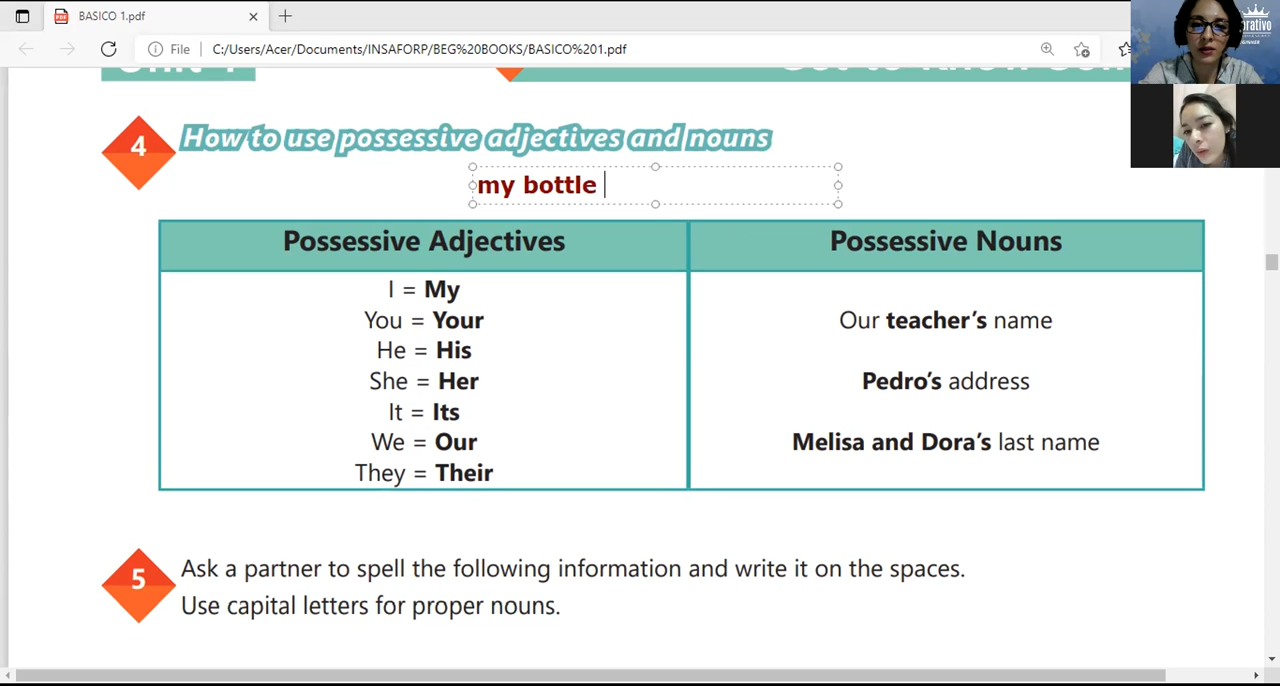 BASICO 1.pdf
File
C:/Users/Acer/Documents/INSAFORP/BEG%20BOOKS/BASICO%201.pdf
4
How to use possessive adjectives and nouns
my bottle
Possessive Adjectives
Possessive Nouns
I = My
You = Your
He = His
She = Her
It = Its
We = Our
They = Their
Our teacher's name
Pedro's address
Melisa and Dora's last name
5
Ask a partner to spell the following information and write it on the spaces.
Use capital letters for proper nouns.